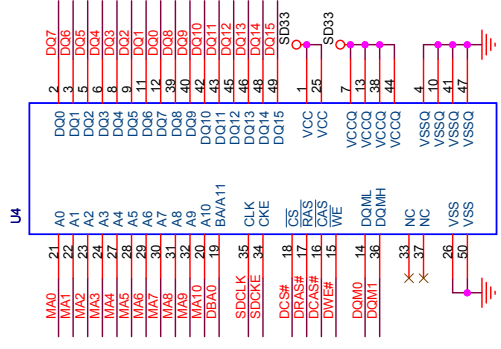 DQ7 DQ6 DQ5 DQ4 DQ3 DQ2 DQ1 DQ0 DQ8 DQ9 DQ10 DQ11 DQ12 DQ13 DQ14 DQ15 SD33 SD33
2 3 5 6 8 9 11 12 39 40 42 43 45 46 48 49 1 25 7 13 38 44 4 10 41 47
DQ0 DQ1 DQ2 DQ3 DQ4 DQ5 DQ6 DQ7 DQ8 DQ9 DQ10 DQ11 DQ12 DQ13 DQ14 DQ15 VCC VCC VCCQ VCCQ VCCQ VCCQ VSSQ VSSQ VSSQ VSSQ
U4
A0 A1 A2 A3 A4 A5 A6 A7 A8 A9 A10 BA/A11 CLK CKE CS RAS CAS WE DQML DQMH NC NC VSS VSS
21 22 23 24 27 28 29 30 31 32 20 19 35 34 18 17 16 15 14 36 33 37 26 50
MA0 MA1 MA2 MA3 MA4 MA5 MA6 MA7 MA8 MA9 MA10 DBA0 SDCLK SDCKE DCS# DRAS# DCAS# DWE# DQM0 DQM1